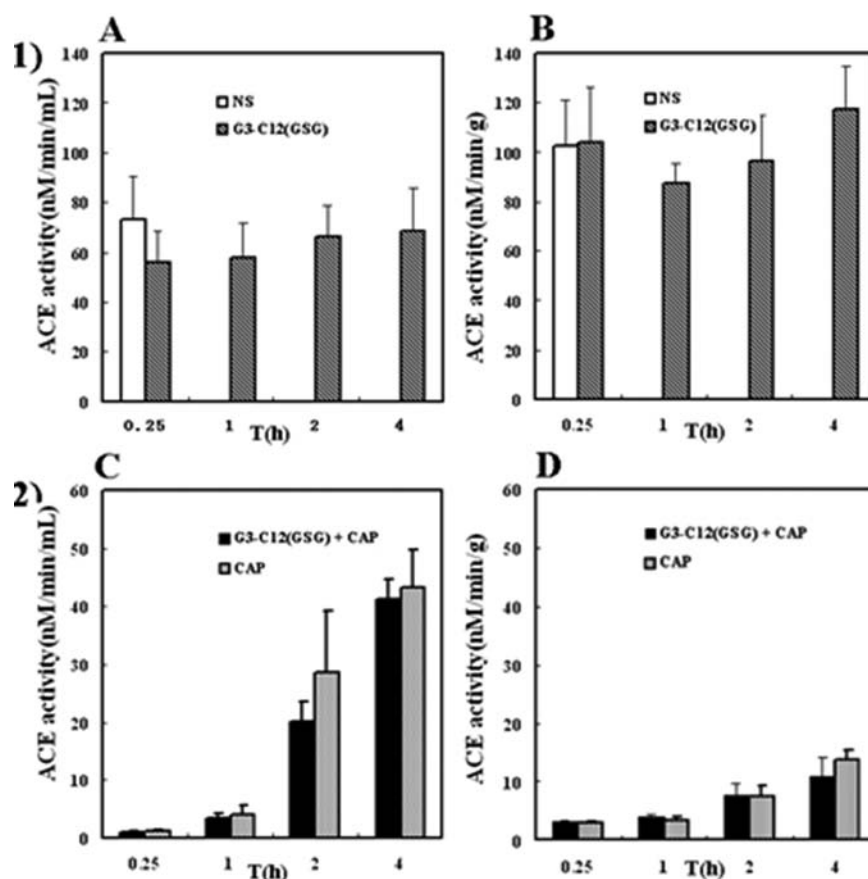 A
1)
ACE activity(nM/min/mL)
140
120
100
80
60
40
20
0
NS
G3-C12(GSG)
0.25 1 2 4
T(h)
B
ACE activity(nM/min/g)
140
120
100
80
60
40
20
0
NS
G3-C12(GSG)
0.25 1 2 4
T(h)
C
2)
ACE activity(nM/min/mL)
60
50
40
30
20
10
0
G3-C12(GSG) + CAP
CAP
0.25 1 2 4
T(h)
D
ACE activity(nM/min/g)
60
50
40
30
20
10
0
G3-C12(GSG) + CAP
CAP
0.25 1 2 4
T(h)